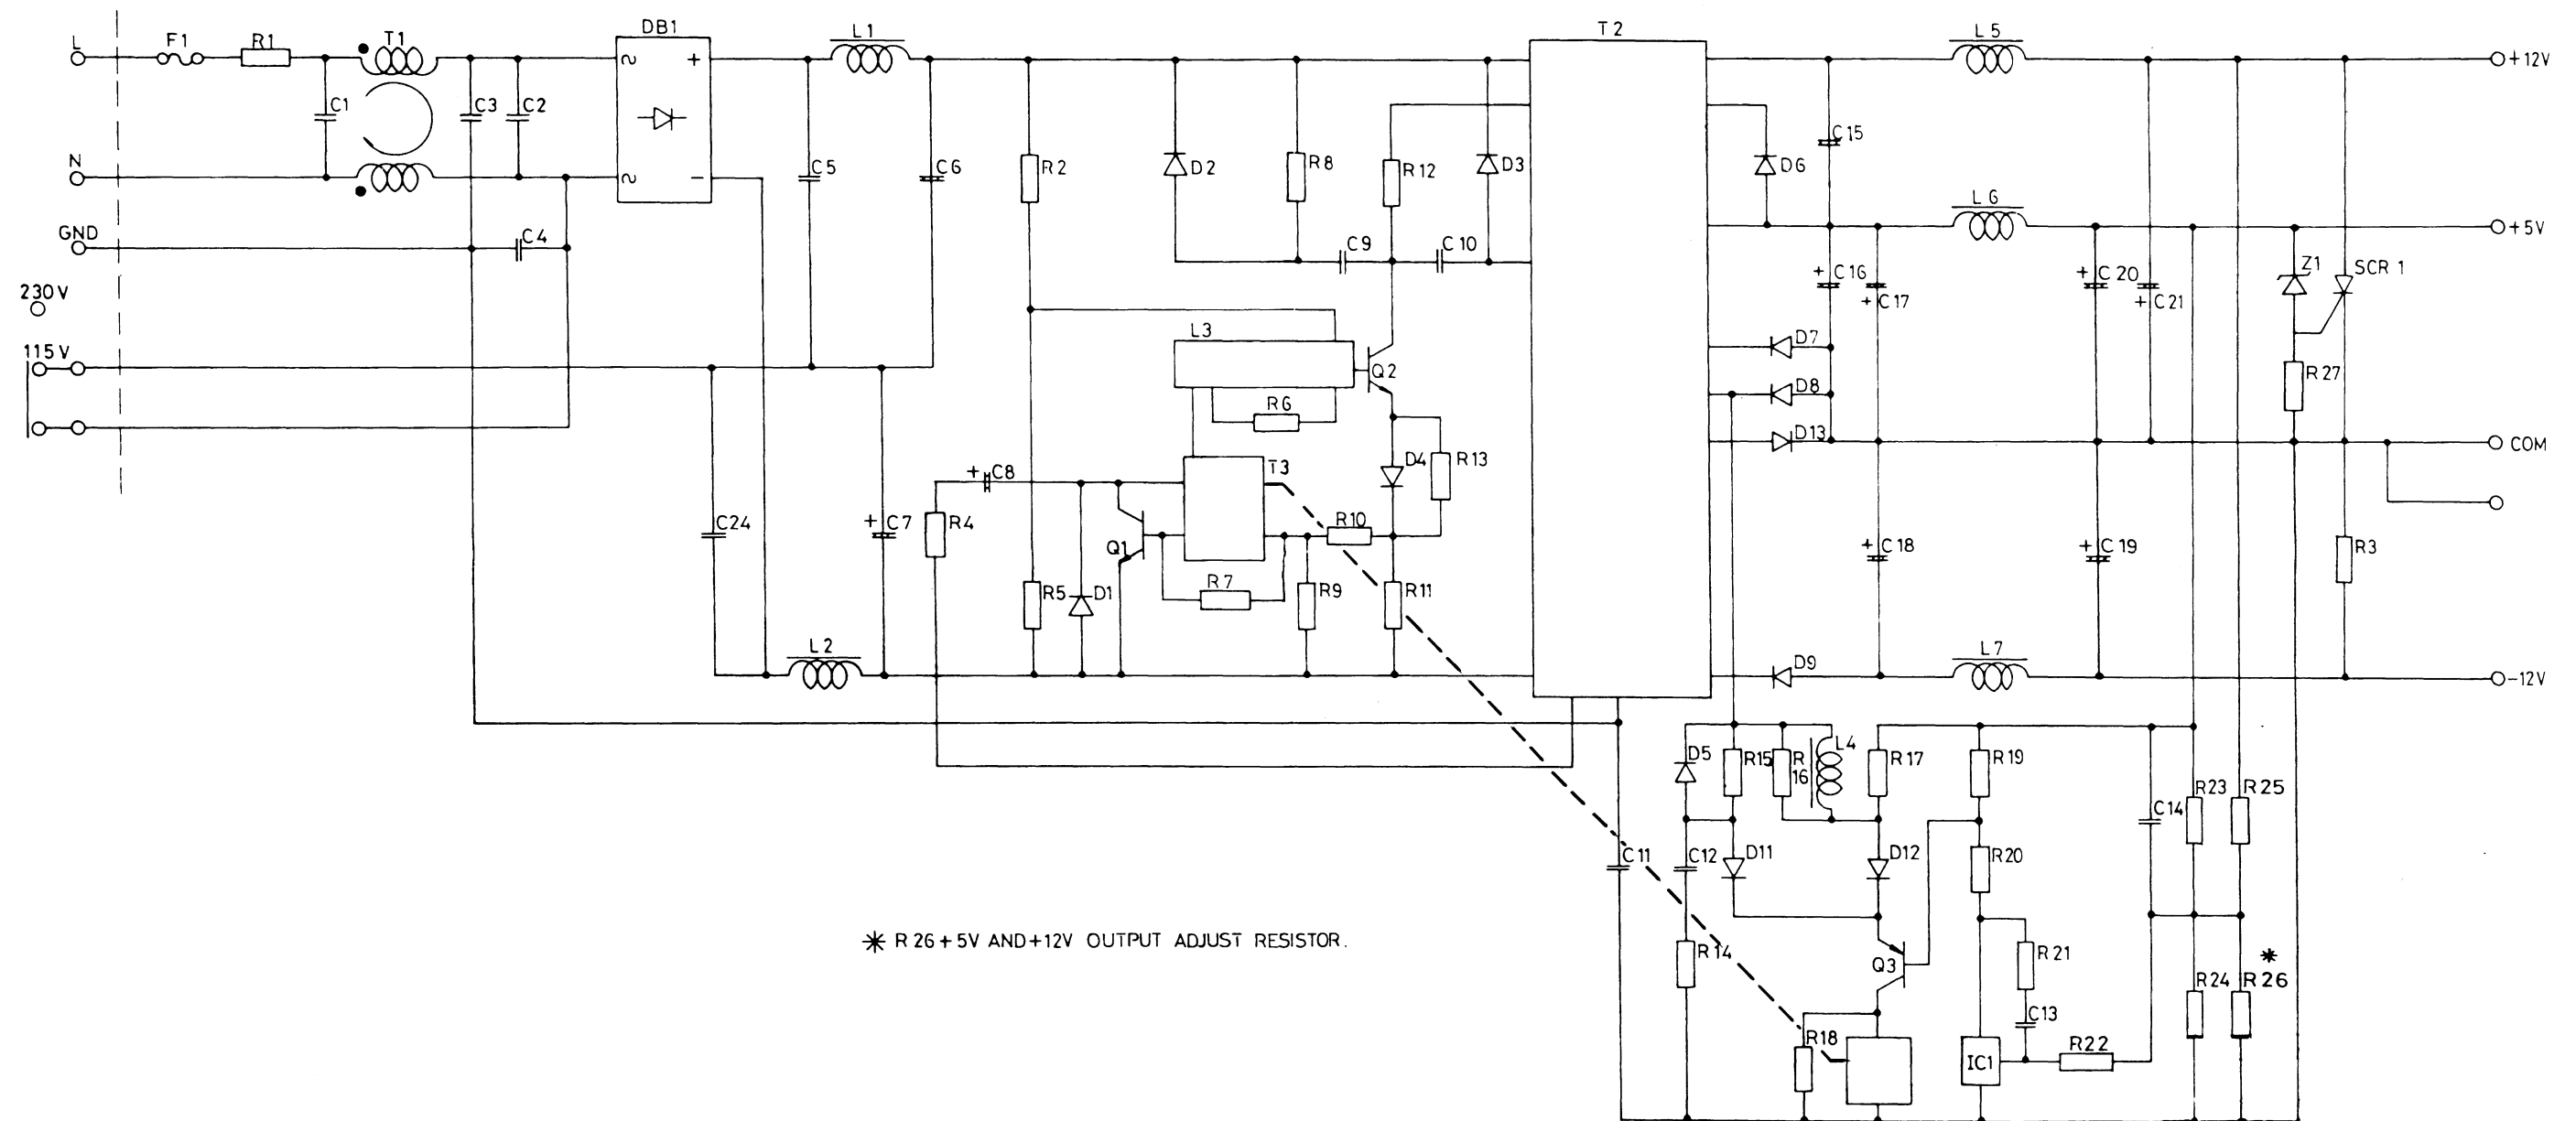 L
F1
R1
T1
DB1
L1
T2
L5
+12V
C1
C3
C2
C15
N
R2
D2
R8
R12
D3
D6
C5
C6
GND
C4
L6
+5V
C9
C10
230V
+ C16
+ C17
+ C20
+ C21
Z1
SCR 1
115V
L3
D7
Q2
R27
D8
R6
D13
COM
+ C8
T3
D4
R13
C24
+ C7
R4
Q1
R10
+ C18
+ C19
R3
R7
R5
D1
R9
R11
L2
D9
L7
-12V
D5
R15
R 16
L4
R17
R19
R23
R25
C14
C11
C12
D11
D12
R20
✳ R26 +5V AND +12V OUTPUT ADJUST RESISTOR.
R14
Q3
R21
✳
R24
R26
C13
R18
IC1
R22
+
-